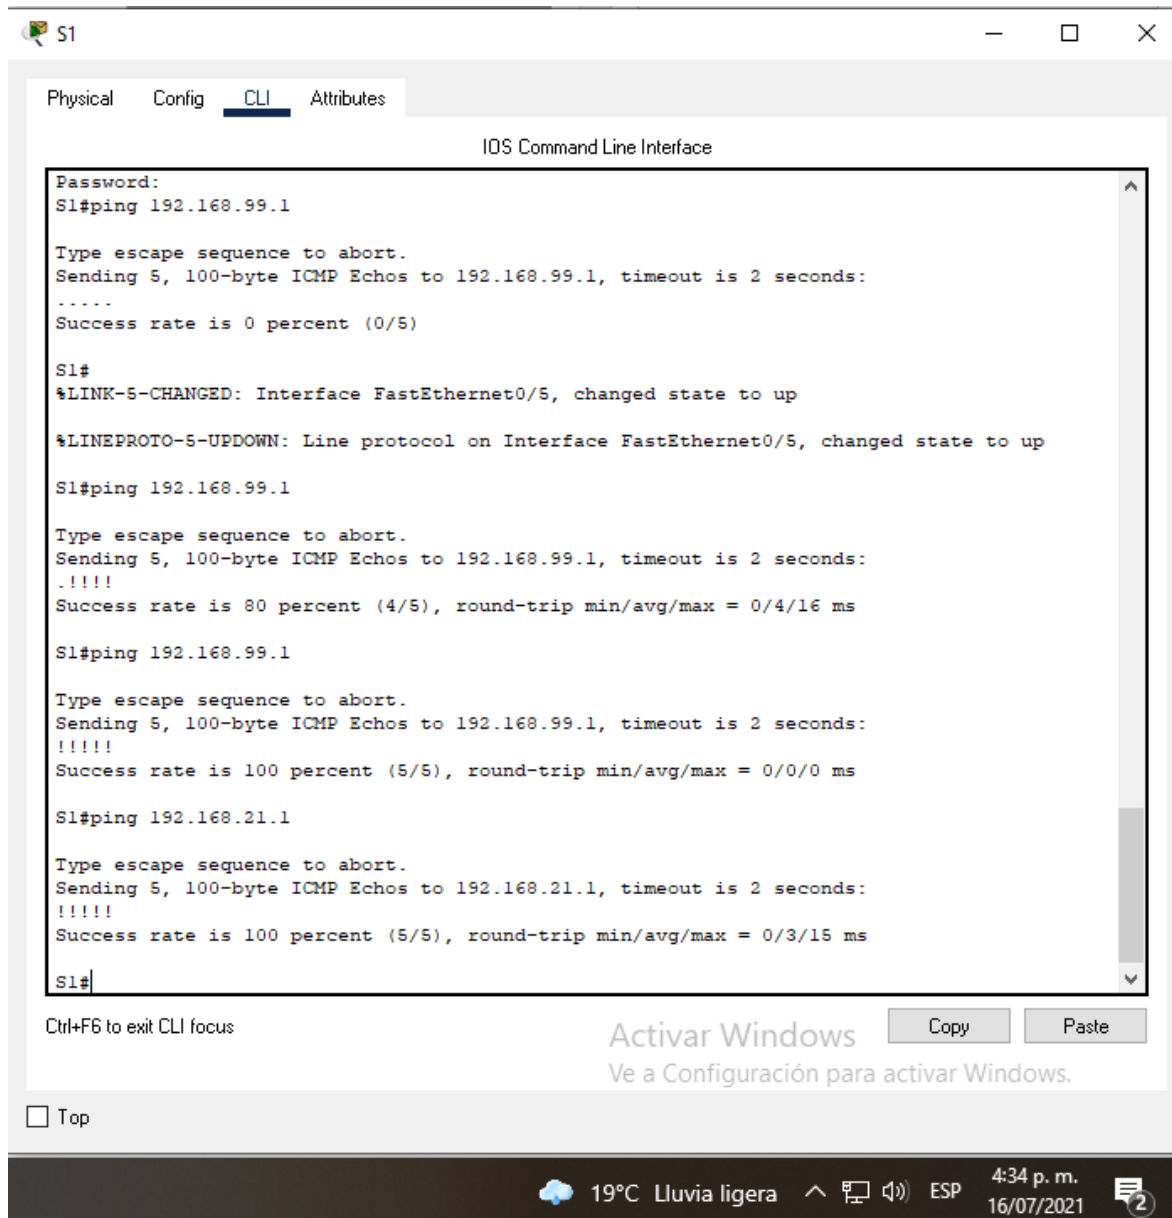 S1
Physical Config CLI Attributes
IOS Command Line Interface
Password:
S1#ping 192.168.99.1
Type escape sequence to abort.
Sending 5, 100-byte ICMP Echos to 192.168.99.1, timeout is 2 seconds:
.....
Success rate is 0 percent (0/5)
S1#
%LINK-5-CHANGED: Interface FastEthernet0/5, changed state to up
%LINEPROTO-5-UPDOWN: Line protocol on Interface FastEthernet0/5, changed state to up
S1#ping 192.168.99.1
Type escape sequence to abort.
Sending 5, 100-byte ICMP Echos to 192.168.99.1, timeout is 2 seconds:
.!!!!
Success rate is 80 percent (4/5), round-trip min/avg/max = 0/4/16 ms
S1#ping 192.168.99.1
Type escape sequence to abort.
Sending 5, 100-byte ICMP Echos to 192.168.99.1, timeout is 2 seconds:
!!!!!
Success rate is 100 percent (5/5), round-trip min/avg/max = 0/0/0 ms
S1#ping 192.168.21.1
Type escape sequence to abort.
Sending 5, 100-byte ICMP Echos to 192.168.21.1, timeout is 2 seconds:
!!!!!
Success rate is 100 percent (5/5), round-trip min/avg/max = 0/3/15 ms
S1#
Ctrl+F6 to exit CLI focus
Copy Paste
Activar Windows
Ve a Configuración para activar Windows.
Top
19°C Lluvia ligera ESP 4:34 p. m.
16/07/2021
2